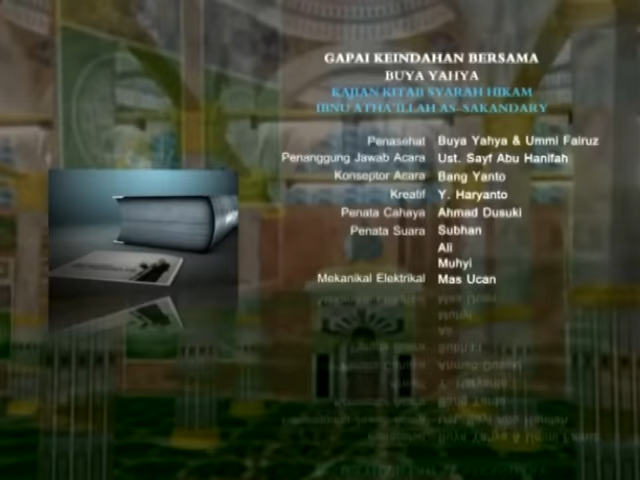 GAPAI KEINDAHAN BERSAMA
BUYA YAHYA
KAJIAN KITAB SYARAH HIKAM
IBNU ATHA'ILLAH AS-SAKANDARY
Penasehat Buya Yahya & Ummi Fairuz
Penanggung Jawab Acara Ust. Sayf Abu Hanifah
Konseptor Acara Bang Yanto
Kreatif Y. Haryanto
Penata Cahaya Ahmad Dusuki
Penata Suara Subhan
Ali
Muhyi
Mekanikal Elektrikal Mas Ucan